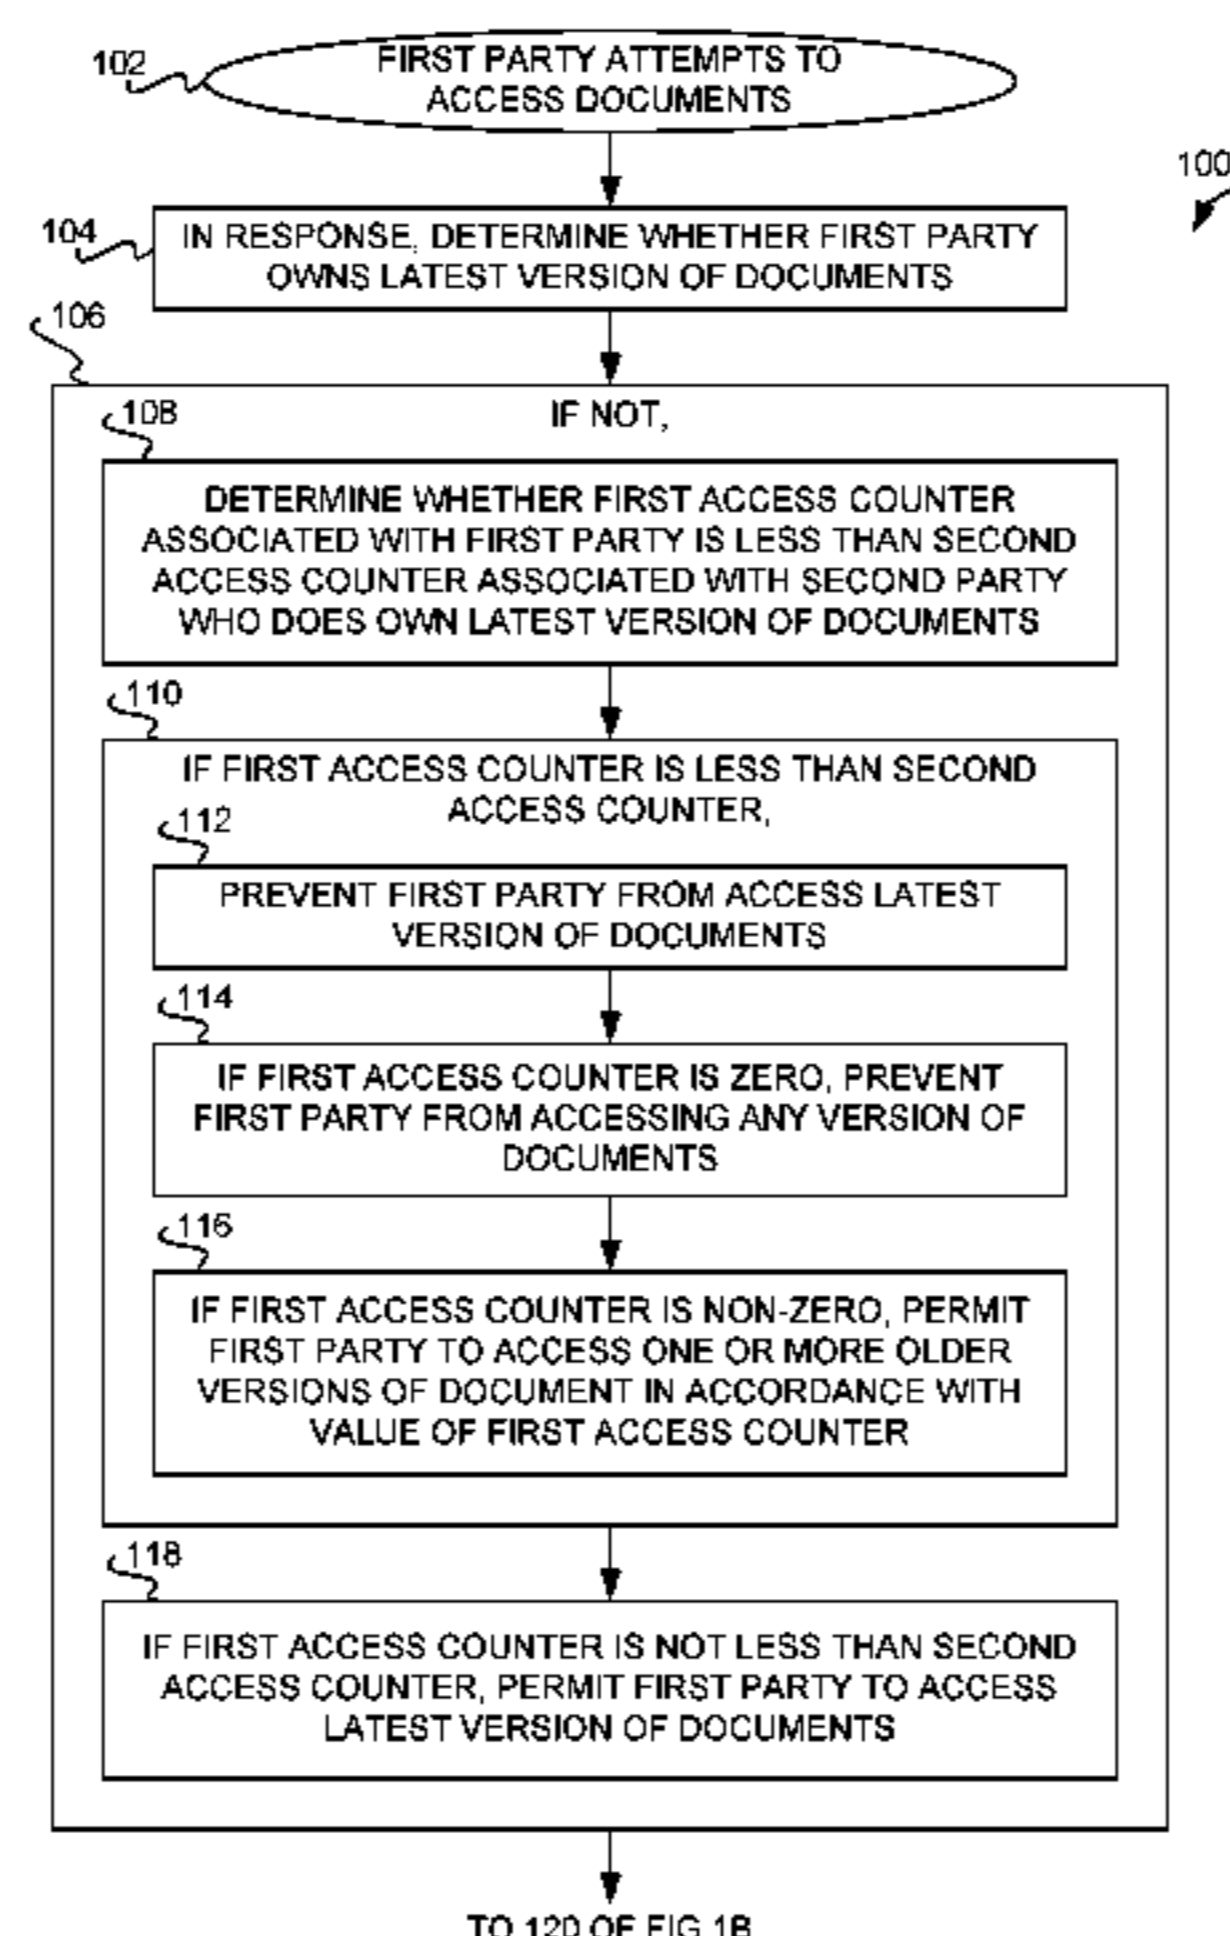 102
FIRST PARTY ATTEMPTS TO
ACCESS DOCUMENTS
100
104
IN RESPONSE, DETERMINE WHETHER FIRST PARTY
OWNS LATEST VERSION OF DOCUMENTS
106
IF NOT,
108
DETERMINE WHETHER FIRST ACCESS COUNTER
ASSOCIATED WITH FIRST PARTY IS LESS THAN SECOND
ACCESS COUNTER ASSOCIATED WITH SECOND PARTY
WHO DOES OWN LATEST VERSION OF DOCUMENTS
110
IF FIRST ACCESS COUNTER IS LESS THAN SECOND
ACCESS COUNTER,
112
PREVENT FIRST PARTY FROM ACCESS LATEST
VERSION OF DOCUMENTS
114
IF FIRST ACCESS COUNTER IS ZERO, PREVENT
FIRST PARTY FROM ACCESSING ANY VERSION OF
DOCUMENTS
116
IF FIRST ACCESS COUNTER IS NON-ZERO, PERMIT
FIRST PARTY TO ACCESS ONE OR MORE OLDER
VERSIONS OF DOCUMENT IN ACCORDANCE WITH
VALUE OF FIRST ACCESS COUNTER
118
IF FIRST ACCESS COUNTER IS NOT LESS THAN SECOND
ACCESS COUNTER, PERMIT FIRST PARTY TO ACCESS
LATEST VERSION OF DOCUMENTS
TO 120 OF FIG 1B